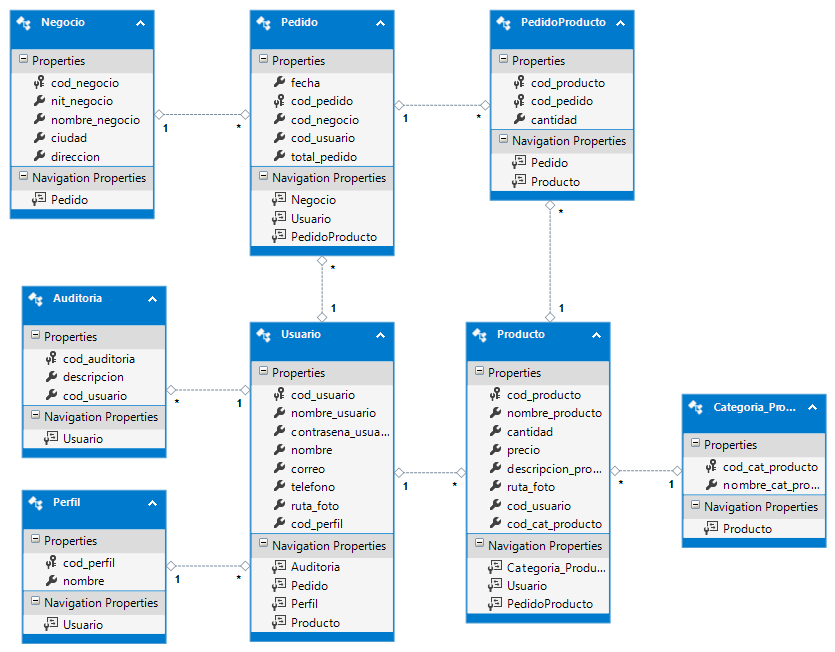 Negocio
Properties
cod_negocio
nit_negocio
nombre_negocio
ciudad
direccion
Navigation Properties
Pedido
1
*
Pedido
Properties
fecha
cod_pedido
cod_negocio
cod_usuario
total_pedido
Navigation Properties
Negocio
Usuario
PedidoProducto
1
*
*
1
PedidoProducto
Properties
cod_producto
cod_pedido
cantidad
Navigation Properties
Pedido
Producto
*
1
Auditoria
Properties
cod_auditoria
descripcion
cod_usuario
Navigation Properties
Usuario
*
1
Perfil
Properties
cod_perfil
nombre
Navigation Properties
Usuario
1
*
Usuario
Properties
cod_usuario
nombre_usuario
contrasena_usua...
nombre
correo
telefono
ruta_foto
cod_perfil
Navigation Properties
Auditoria
Pedido
Perfil
Producto
1
*
Producto
Properties
cod_producto
nombre_producto
cantidad
precio
descripcion_pro...
ruta_foto
cod_usuario
cod_cat_producto
Navigation Properties
Categoria_Produ...
Usuario
PedidoProducto
*
1
Categoria_Pro...
Properties
cod_cat_producto
nombre_cat_pro...
Navigation Properties
Producto